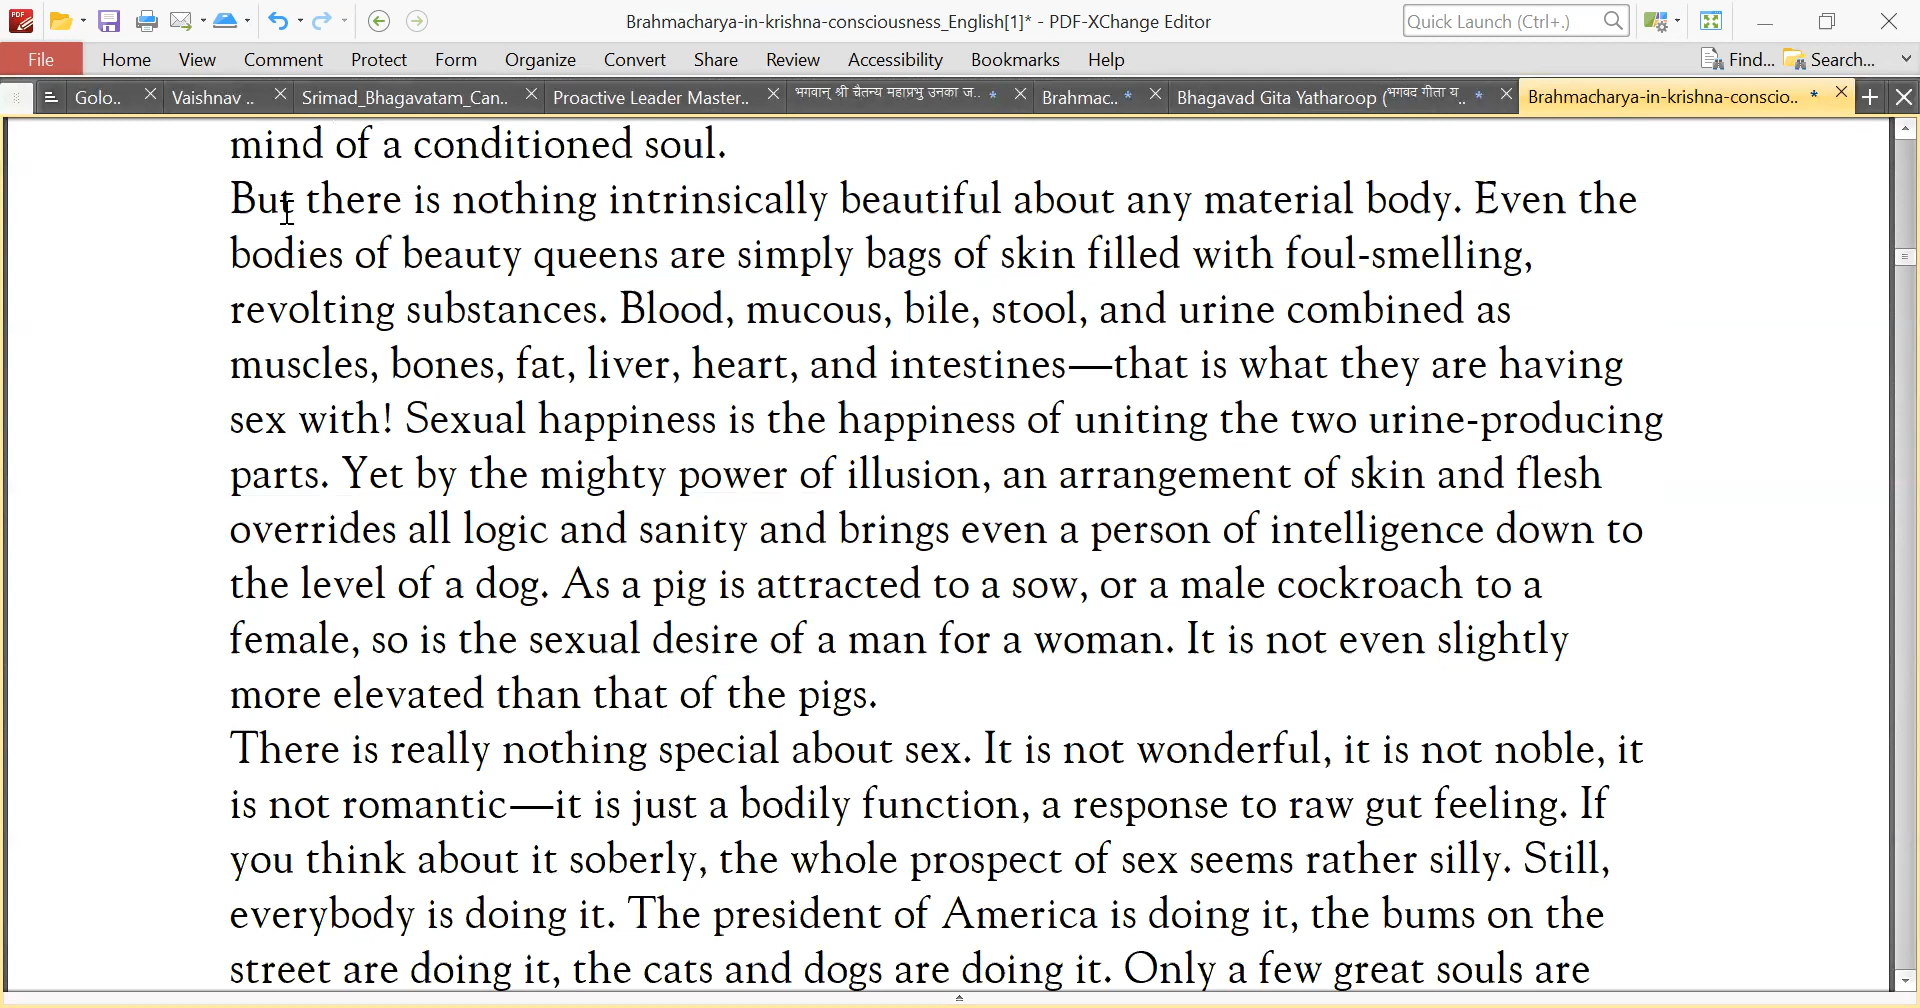 Brahmacharya-in-krishna-consciousness_English[1]* - PDF-XChange Editor
Quick Launch (Ctrl+.)
File Home View Comment Protect Form Organize Convert Share Review Accessibility Bookmarks Help Find... Search...
Golo.. Vaishnav .. Srimad_Bhagavatam_Can.. Proactive Leader Master.. भगवान् श्री चैतन्य महाप्रभु उनका ज.. * Brahmac.. * Bhagavad Gita Yatharoop (भगवद गीता य.. * Brahmacharya-in-krishna-conscio.. *
mind of a conditioned soul.
But there is nothing intrinsically beautiful about any material body. Even the
bodies of beauty queens are simply bags of skin filled with foul-smelling,
revolting substances. Blood, mucous, bile, stool, and urine combined as
muscles, bones, fat, liver, heart, and intestines—that is what they are having
sex with! Sexual happiness is the happiness of uniting the two urine-producing
parts. Yet by the mighty power of illusion, an arrangement of skin and flesh
overrides all logic and sanity and brings even a person of intelligence down to
the level of a dog. As a pig is attracted to a sow, or a male cockroach to a
female, so is the sexual desire of a man for a woman. It is not even slightly
more elevated than that of the pigs.
There is really nothing special about sex. It is not wonderful, it is not noble, it
is not romantic—it is just a bodily function, a response to raw gut feeling. If
you think about it soberly, the whole prospect of sex seems rather silly. Still,
everybody is doing it. The president of America is doing it, the bums on the
street are doing it, the cats and dogs are doing it. Only a few great souls are